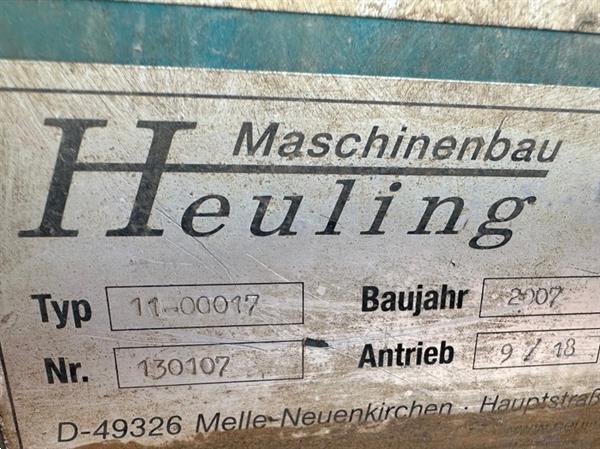 Maschinenbau
Heuling
Typ 11-00017 Baujahr 2007
Nr. 130107 Antrieb 9/18
D-49326 Melle-Neuenkirchen · Hauptstraß